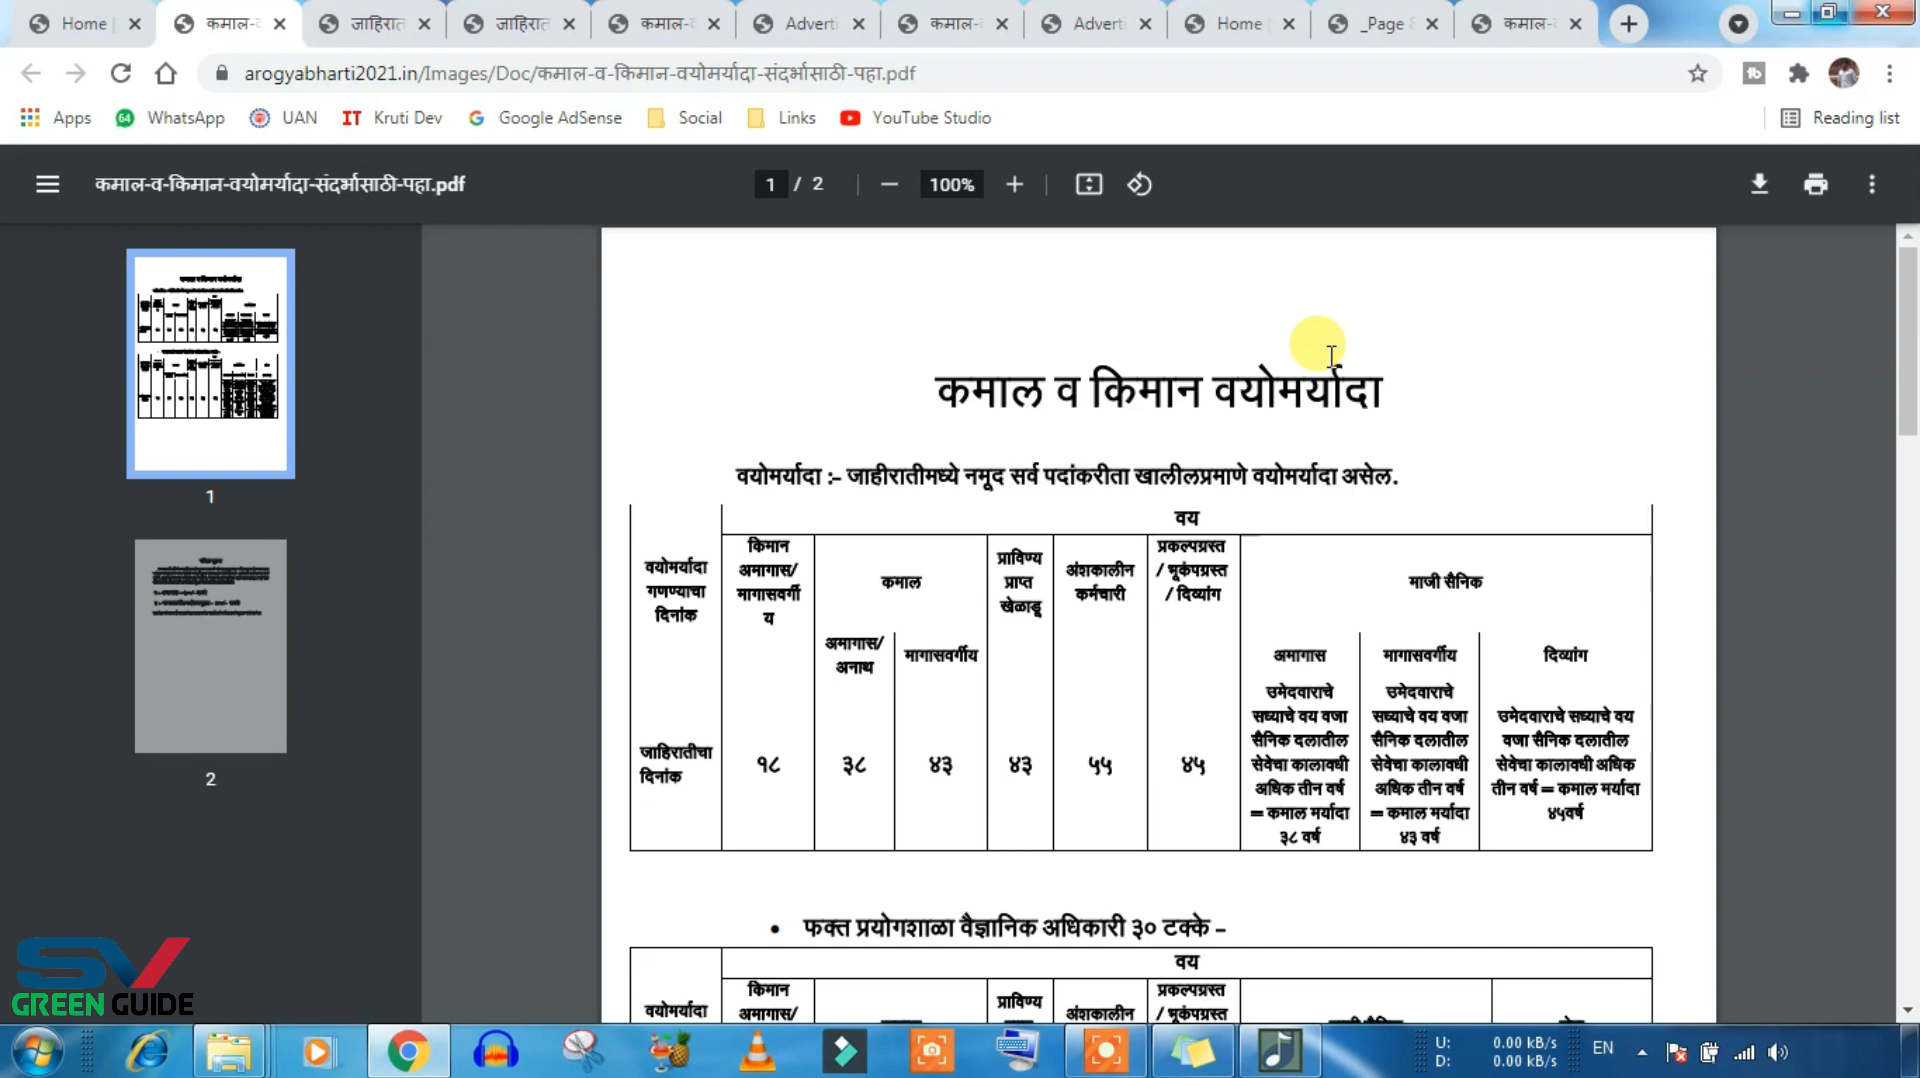 Home
कमाल-व
जाहिरात
जाहिरात
कमाल-व
Adverti
कमाल-व
Adverti
Home
_Page
कमाल-व
arogyabharti2021.in/Images/Doc/कमाल-व-किमान-वयोमर्यादा-संदर्भासाठी-पहा.pdf
Apps WhatsApp UAN IT Kruti Dev Google AdSense Social Links YouTube Studio Reading list
कमाल-व-किमान-वयोमर्यादा-संदर्भासाठी-पहा.pdf 1 / 2 100%
1
2
कमाल व किमान वयोमर्यादा
वयोमर्यादा :- जाहीरातीमध्ये नमूद सर्व पदांकरीता खालीलप्रमाणे वयोमर्यादा असेल.
वय
वयोमर्यादा
गणण्याचा
दिनांक
किमान
अमागास/
मागासवर्गी
य
कमाल
प्राविण्य
प्राप्त
खेळाडू
अंशकालीन
कर्मचारी
प्रकल्पग्रस्त
/ भूकंपग्रस्त
/ दिव्यांग
माजी सैनिक
अमागास/
अनाथ
मागासवर्गीय
अमागास
मागासवर्गीय
दिव्यांग
जाहिरातीचा
दिनांक
१८
३८
४३
४३
५५
४५
उमेदवाराचे
सध्याचे वय वजा
सैनिक दलातील
सेवेचा कालावधी
अधिक तीन वर्ष
= कमाल मर्यादा
३८ वर्ष
उमेदवाराचे
सध्याचे वय वजा
सैनिक दलातील
सेवेचा कालावधी
अधिक तीन वर्ष
= कमाल मर्यादा
४३ वर्ष
उमेदवाराचे सध्याचे वय
वजा सैनिक दलातील
सेवेचा कालावधी अधिक
तीन वर्ष = कमाल मर्यादा
४५वर्ष
• फक्त प्रयोगशाळा वैज्ञानिक अधिकारी ३० टक्के –
वय
वयोमर्यादा
किमान
अमागास/
प्राविण्य
अंशकालीन
प्रकल्पग्रस्त
/ भूकंपग्रस्त
SV
GREEN GUIDE
U: 0.00 kB/s
D: 0.00 kB/s
EN